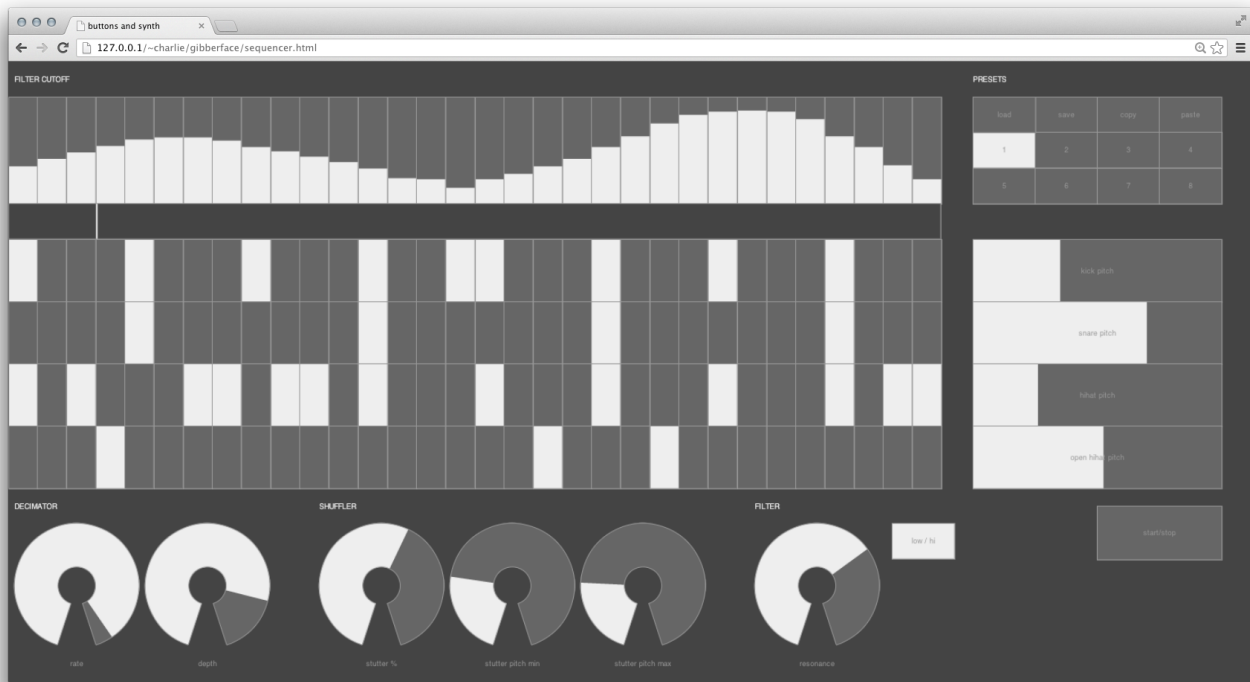 buttons and synth
127.0.0.1/~charlie/gibberface/sequencer.html
FILTER CUTOFF
PRESETS
load save copy paste
1 2 3 4
5 6 7 8
kick pitch
snare pitch
hihat pitch
open hihat pitch
DECIMATOR
SHUFFLER
FILTER
low / hi
start/stop
rate
depth
stutter %
stutter pitch min
stutter pitch max
resonance